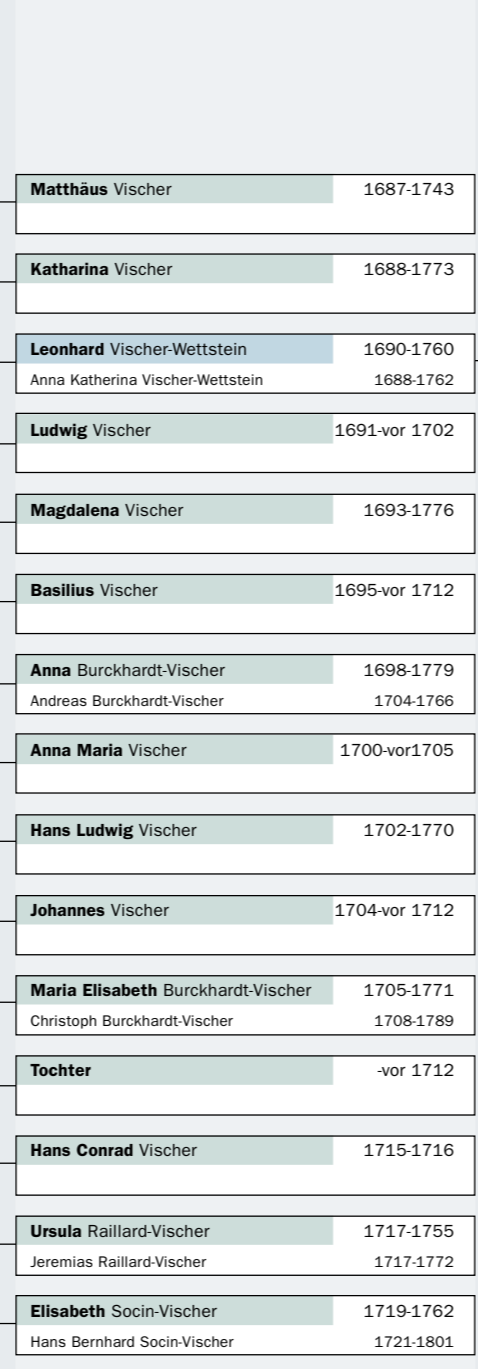 Matthäus Vischer 1687-1743
Katharina Vischer 1688-1773
Leonhard Vischer-Wettstein 1690-1760
Anna Katherina Vischer-Wettstein 1688-1762
Ludwig Vischer 1691-vor 1702
Magdalena Vischer 1693-1776
Basilius Vischer 1695-vor 1712
Anna Burckhardt-Vischer 1698-1779
Andreas Burckhardt-Vischer 1704-1766
Anna Maria Vischer 1700-vor1705
Hans Ludwig Vischer 1702-1770
Johannes Vischer 1704-vor 1712
Maria Elisabeth Burckhardt-Vischer 1705-1771
Christoph Burckhardt-Vischer 1708-1789
Tochter -vor 1712
Hans Conrad Vischer 1715-1716
Ursula Raillard-Vischer 1717-1755
Jeremias Raillard-Vischer 1717-1772
Elisabeth Socin-Vischer 1719-1762
Hans Bernhard Socin-Vischer 1721-1801